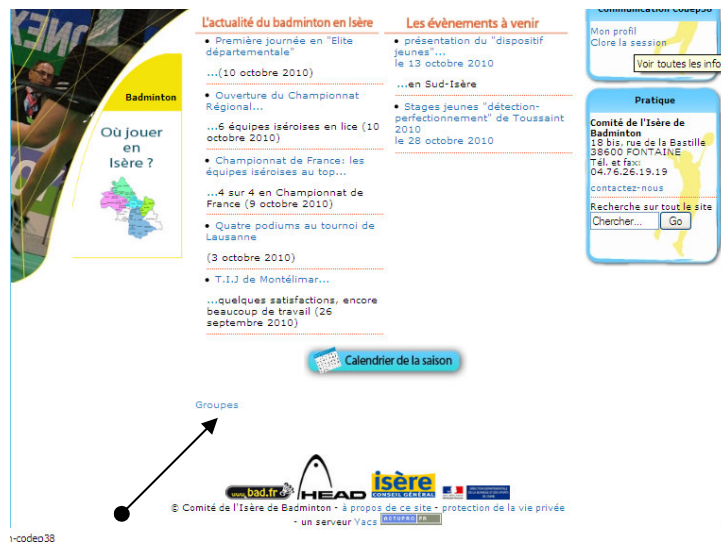 JNEX
Badminton
Où jouer
en
Isère ?
L'actualité du badminton en Isère
• Première journée en "Elite
départementale"
...(10 octobre 2010)
• Ouverture du Championnat
Régional...
...6 équipes iséroises en lice (10
octobre 2010)
• Championnat de France: les
équipes iséroises au top...
...4 sur 4 en Championnat de
France (9 octobre 2010)
• Quatre podiums au tournoi de
Lausanne
(3 octobre 2010)
• T.I.J de Montélimar...
...quelques satisfactions, encore
beaucoup de travail (26
septembre 2010)
Les évènements à venir
• présentation du "dispositif
jeunes"...
le 13 octobre 2010
...en Sud-Isère
• Stages jeunes "détection-
perfectionnement" de Toussaint
2010
le 28 octobre 2010
Communication Codep38
Mon profil
Clore la session
Voir toutes les info
Pratique
Comité de l'Isère de
Badminton
18 bis. rue de la Bastille
38600 FONTAINE
Tél. et fax:
04.76.26.19.19
contactez-nous
Recherche sur tout le site
Chercher... Go
Calendrier de la saison
Groupes
www.bad.fr
HEAD
isère
CONSEIL GÉNÉRAL
© Comité de l'Isère de Badminton - à propos de ce site - protection de la vie privée
- un serveur Yacs ACTUPRO FR
n-codep38